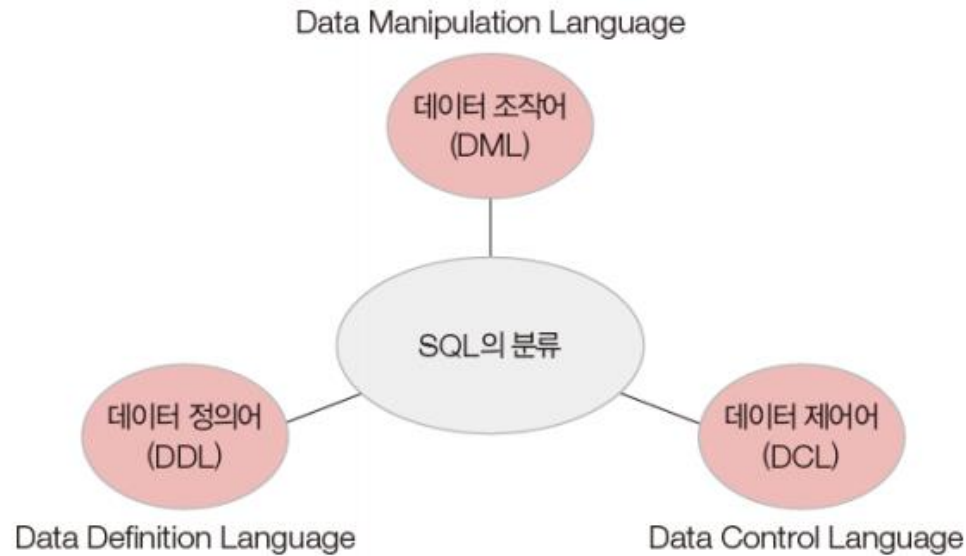 Data Manipulation Language
데이터 조작어
(DML)
SQL의 분류
데이터 정의어
(DDL)
Data Definition Language
데이터 제어어
(DCL)
Data Control Language